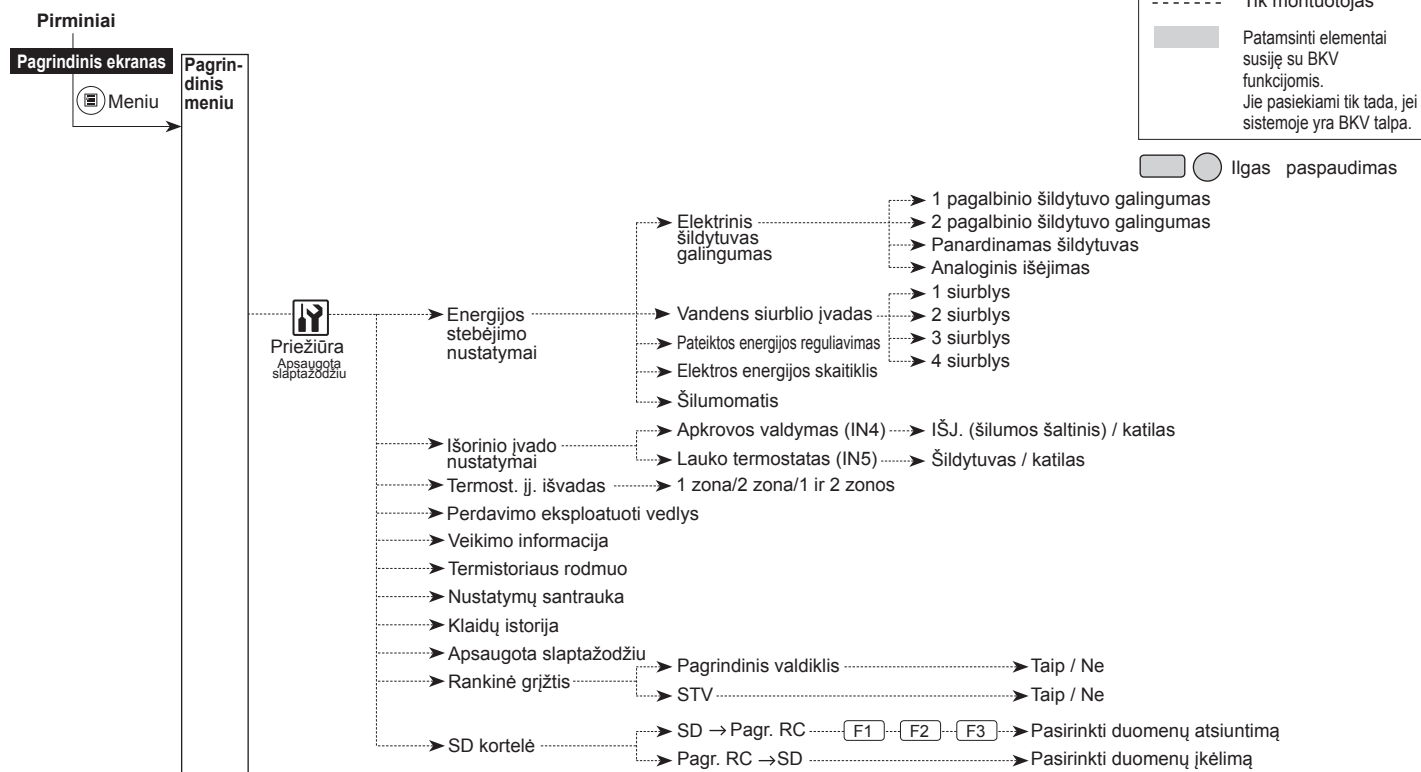 Tik montuotojas
Pirminiai
Pagrindinis ekranas
Meniu
Pagrin-
dinis
meniu
Patamsinti elementai
susiję su BKV
funkcijomis.
Jie pasiekiami tik tada, jei
sistemoje yra BKV talpa.
Ilgas paspaudimas
Priežiūra
Apsaugota
slaptažodžiu
Energijos
stebėjimo
nustatymai
Elektrinis
šildytuvas
galingumas
1 pagalbinio šildytuvo galingumas
2 pagalbinio šildytuvo galingumas
Panardinamas šildytuvas
Analoginis išėjimas
Vandens siurblio įvadas
1 siurblys
2 siurblys
3 siurblys
4 siurblys
Pateiktos energijos reguliavimas
Elektros energijos skaitiklis
Šilumomatis
Išorinio įvado
nustatymai
Apkrovos valdymas (IN4)
IŠJ. (šilumos šaltinis) / katilas
Lauko termostatas (IN5)
Šildytuvas / katilas
Termost. įj. išvadas
1 zona/2 zona/1 ir 2 zonos
Perdavimo eksploatuoti vedlys
Veikimo informacija
Termistoriaus rodmuo
Nustatymų santrauka
Klaidų istorija
Apsaugota slaptažodžiu
Rankinė grįžtis
Pagrindinis valdiklis
Taip / Ne
STV
Taip / Ne
SD kortelė
SD → Pagr. RC
F1
F2
F3
Pasirinkti duomenų atsiuntimą
Pagr. RC → SD
Pasirinkti duomenų įkėlimą